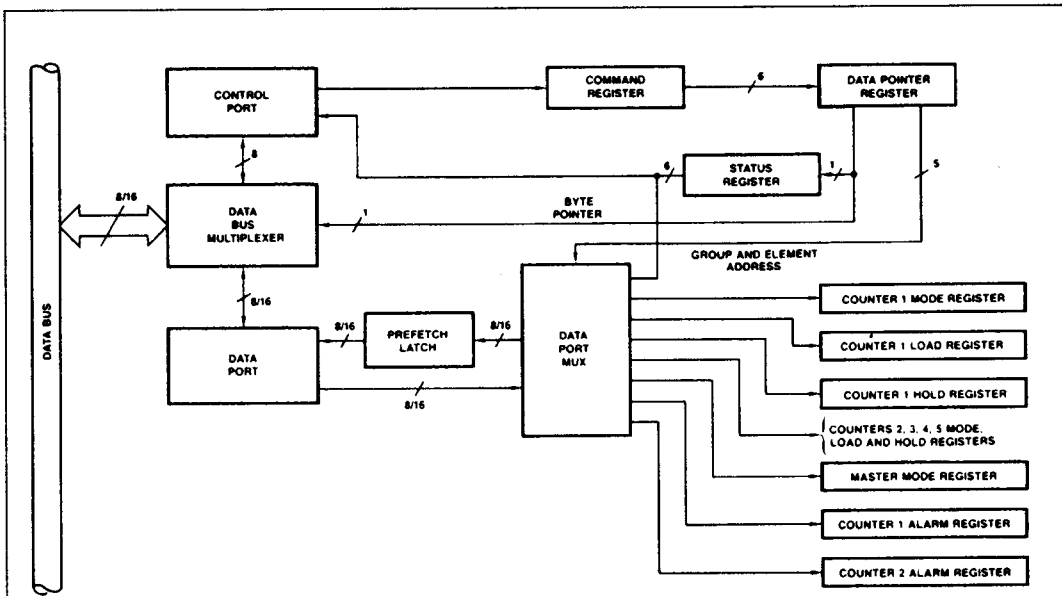 CONTROL
PORT
COMMAND
REGISTER
6
DATA POINTER
REGISTER
8
6
STATUS
REGISTER
1
5
8/16
DATA
BUS
MULTIPLEXER
1
BYTE
POINTER
GROUP AND ELEMENT
ADDRESS
8/16
DATA BUS
DATA
PORT
8/16
PREFETCH
LATCH
8/16
8/16
DATA
PORT
MUX
COUNTER 1 MODE REGISTER
COUNTER 1 LOAD REGISTER
COUNTER 1 HOLD REGISTER
COUNTERS 2, 3, 4, 5 MODE,
LOAD AND HOLD REGISTERS
MASTER MODE REGISTER
COUNTER 1 ALARM REGISTER
COUNTER 2 ALARM REGISTER